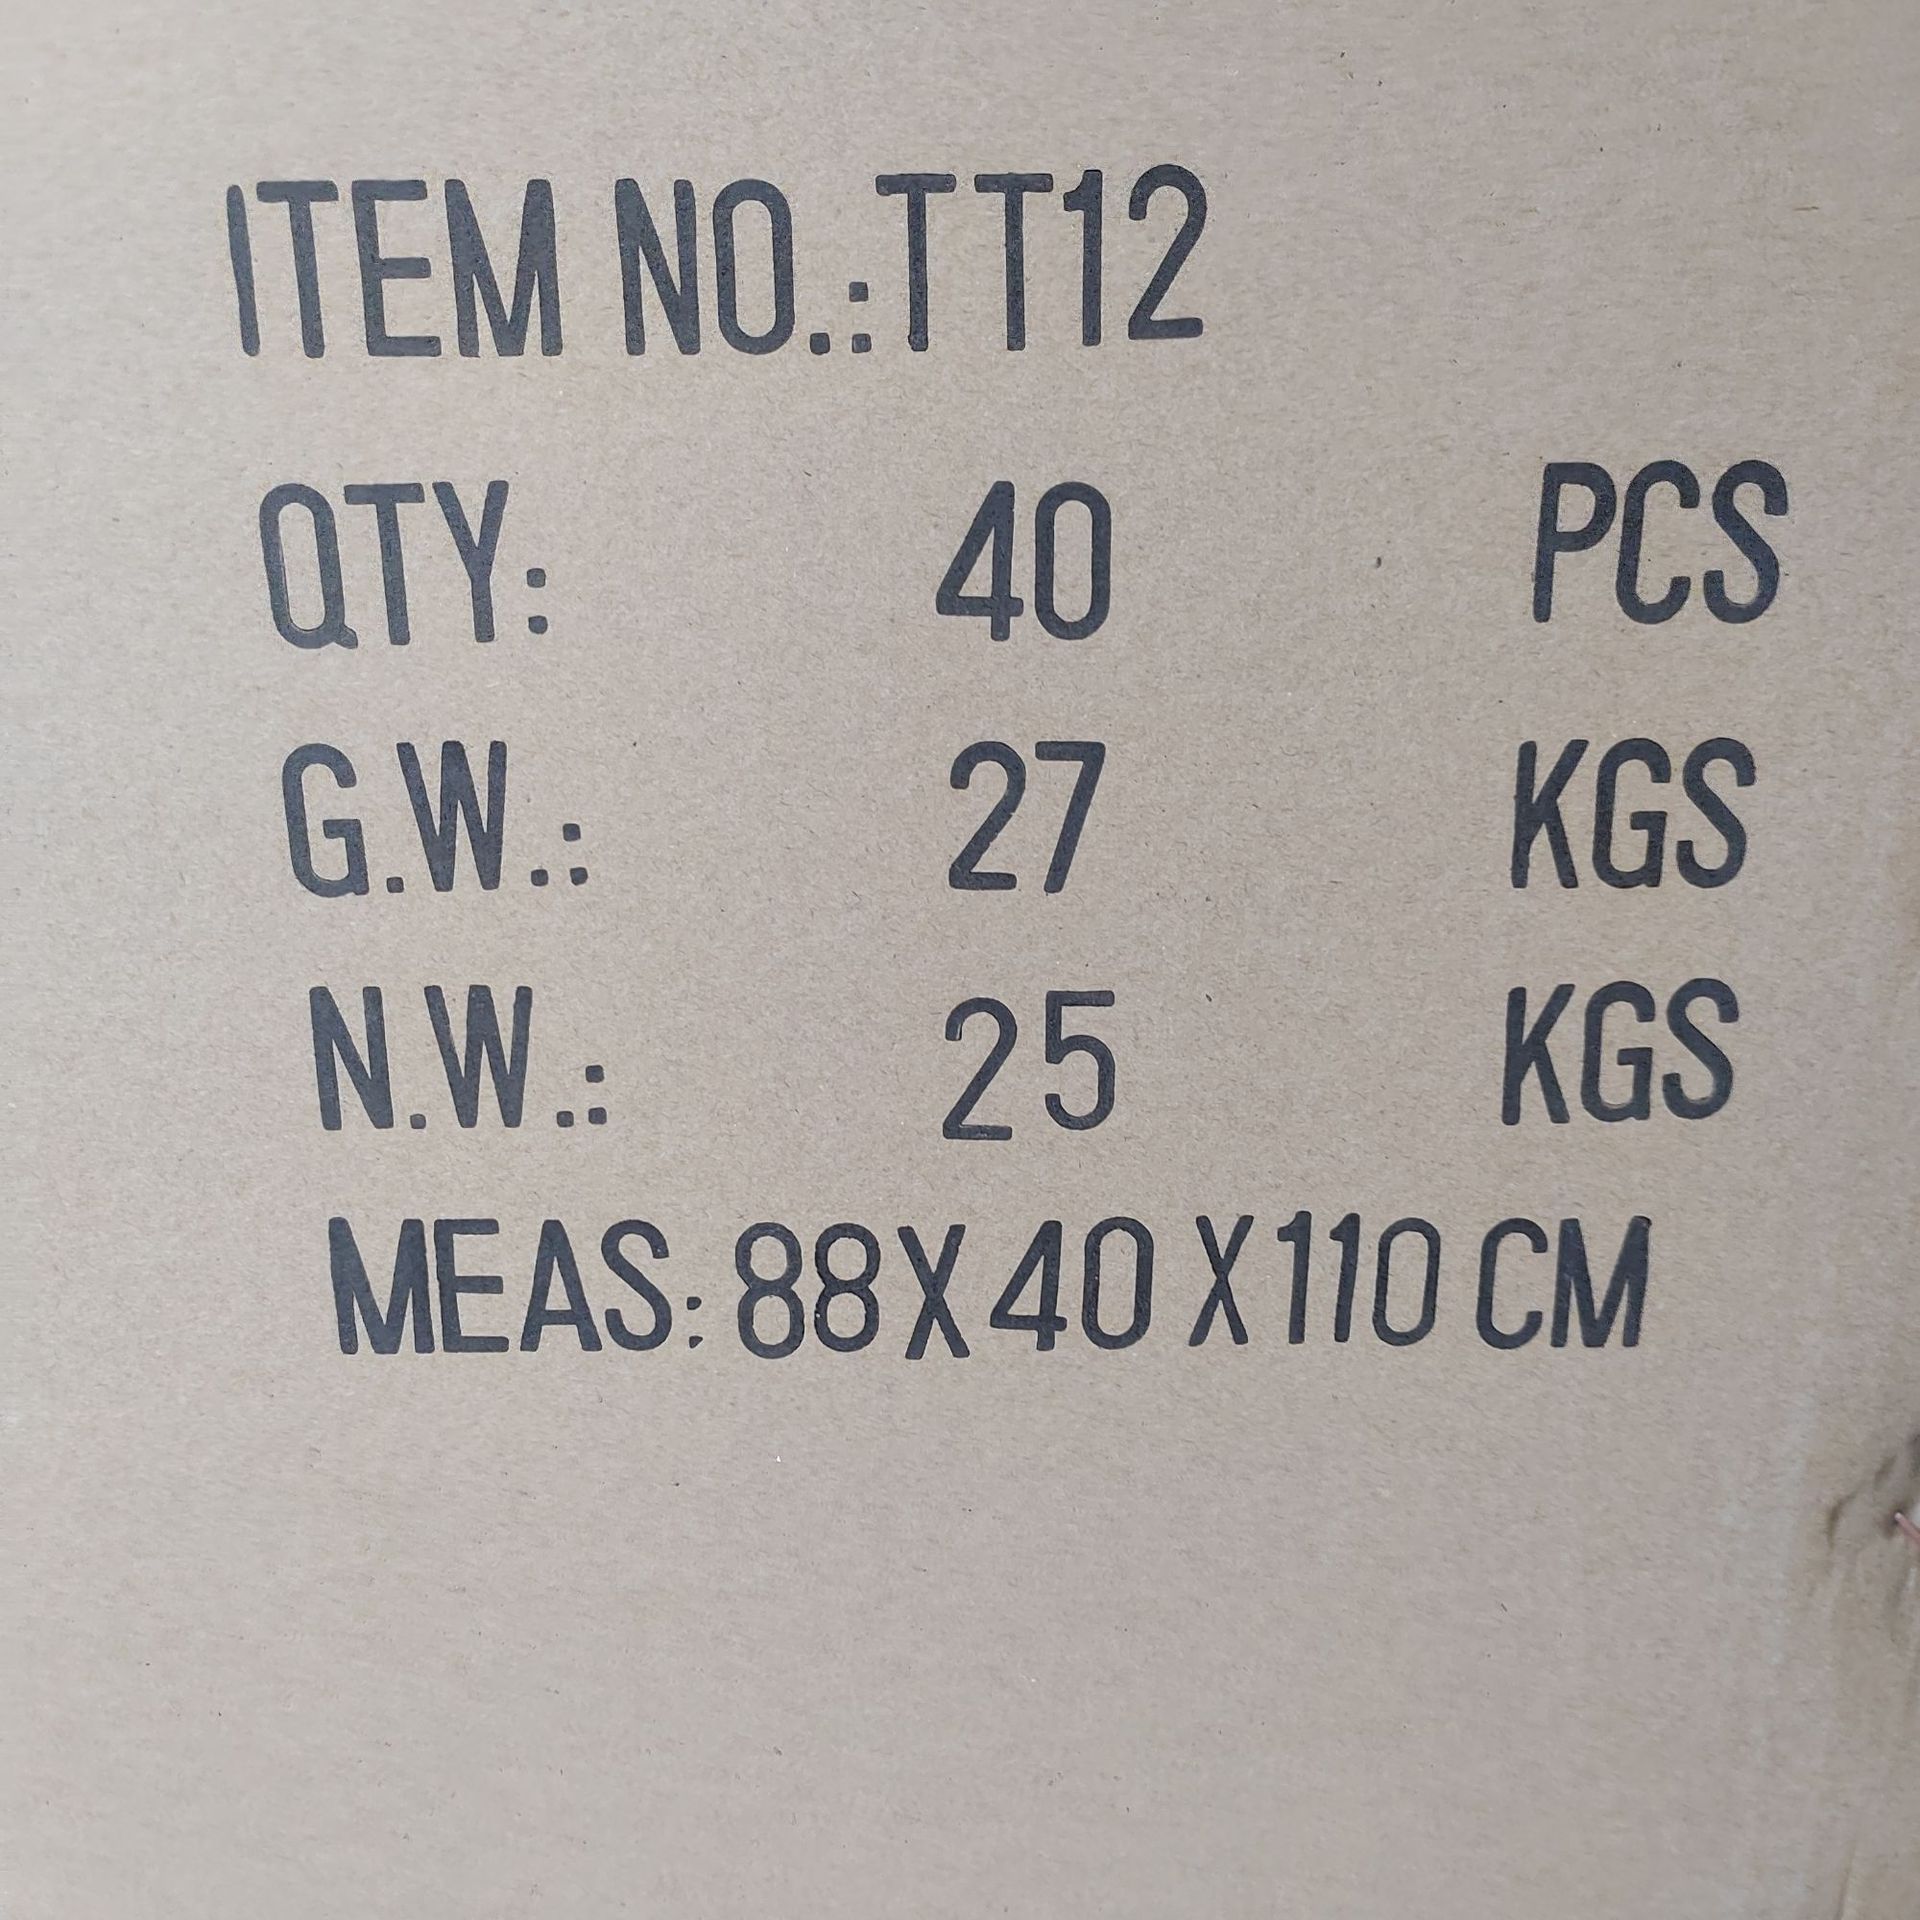 ITEM NO.:TT12
QTY: 40 PCS
G.W.: 27 KGS
N.W.: 25 KGS
MEAS: 88X40X110 CM